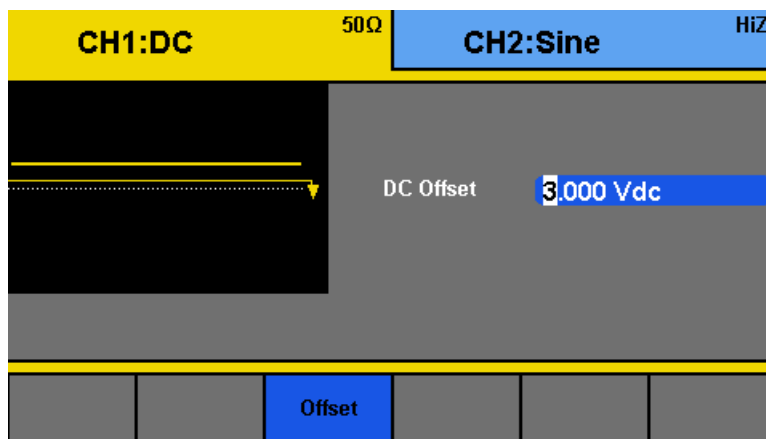 CH1:DC 50Ω CH2:Sine HiZ
DC Offset 3.000 Vdc
Offset